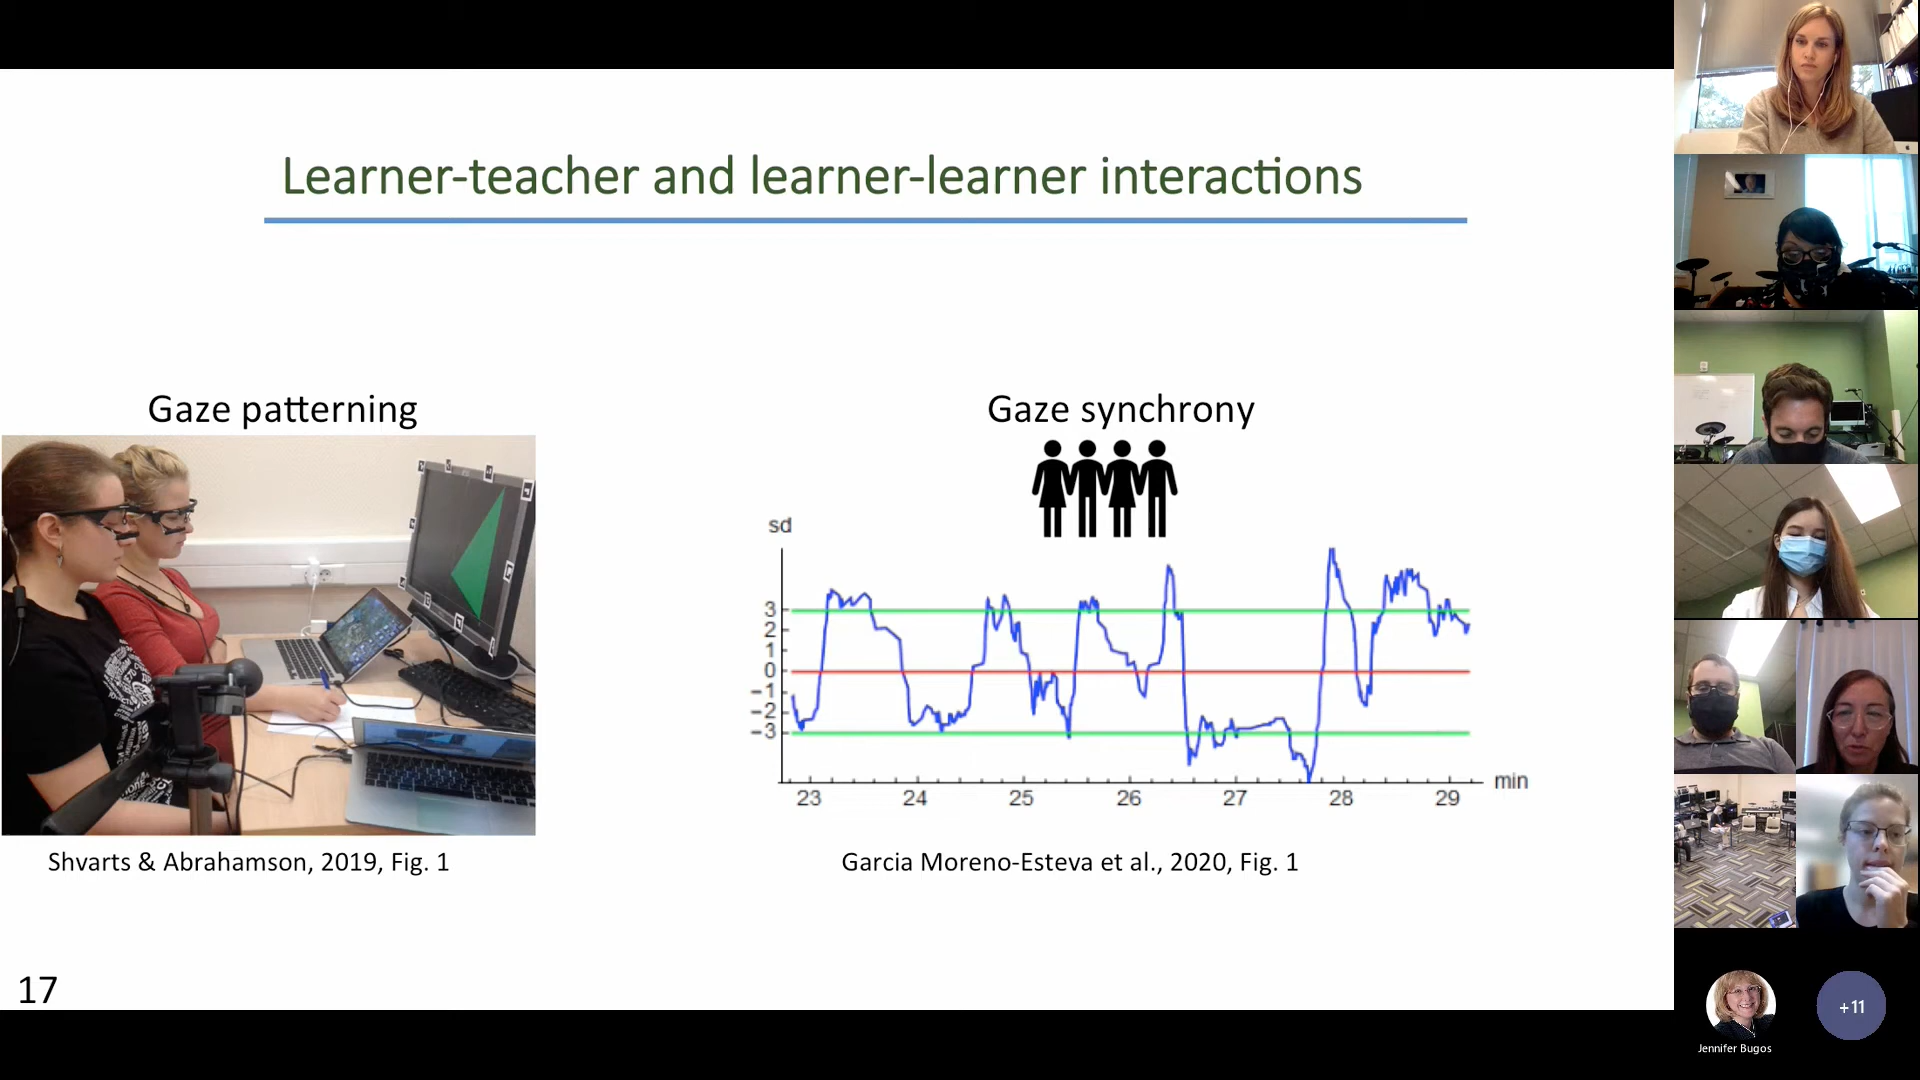 Learner-teacher and learner-learner interactions
Gaze patterning
Gaze synchrony
sd
3
2
1
0
−1
−2
−3
23 24 25 26 27 28 29
min
Shvarts & Abrahamson, 2019, Fig. 1
Garcia Moreno-Esteva et al., 2020, Fig. 1
17
+11
Jennifer Bugos